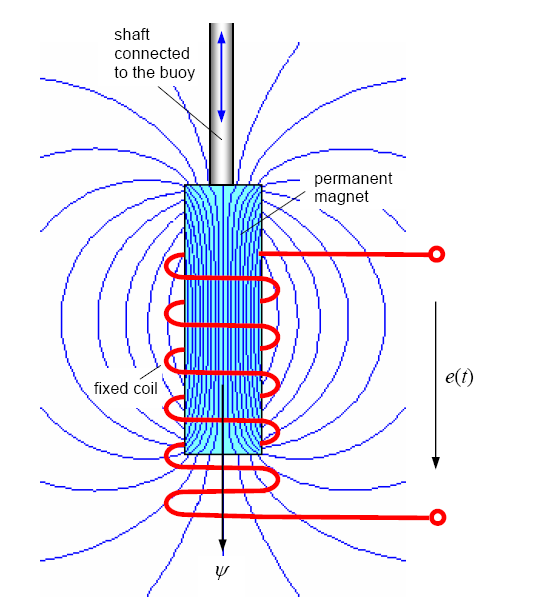 shaft
connected
to the buoy
permanent
magnet
e(t)
fixed coil
ψ